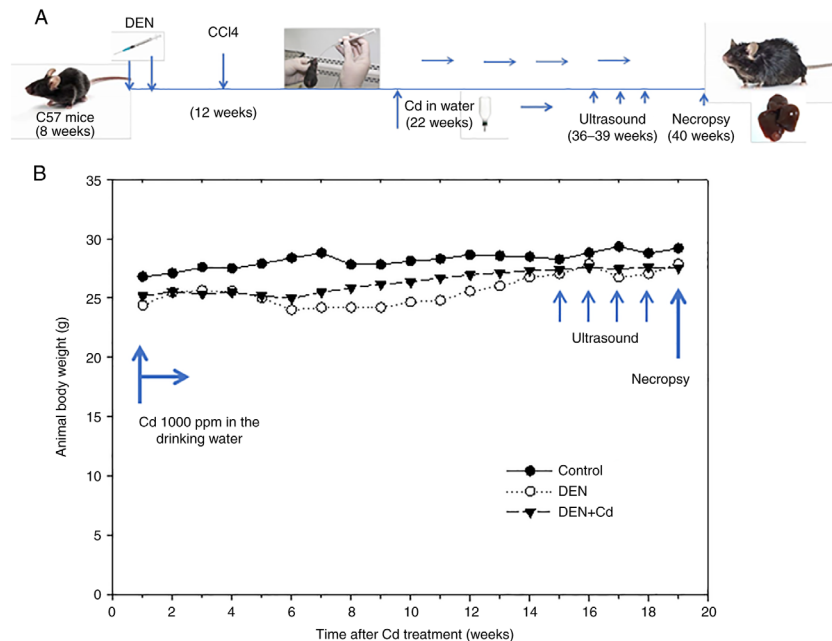 A
DEN
CCl4
C57 mice
(8 weeks)
(12 weeks)
Cd in water
(22 weeks)
Ultrasound
(36–39 weeks)
Necropsy
(40 weeks)
B
35
30
25
20
15
10
5
0
Animal body weight (g)
Ultrasound
Necropsy
Cd 1000 ppm in the
drinking water
Control
DEN
DEN+Cd
0 2 4 6 8 10 12 14 16 18 20
Time after Cd treatment (weeks)